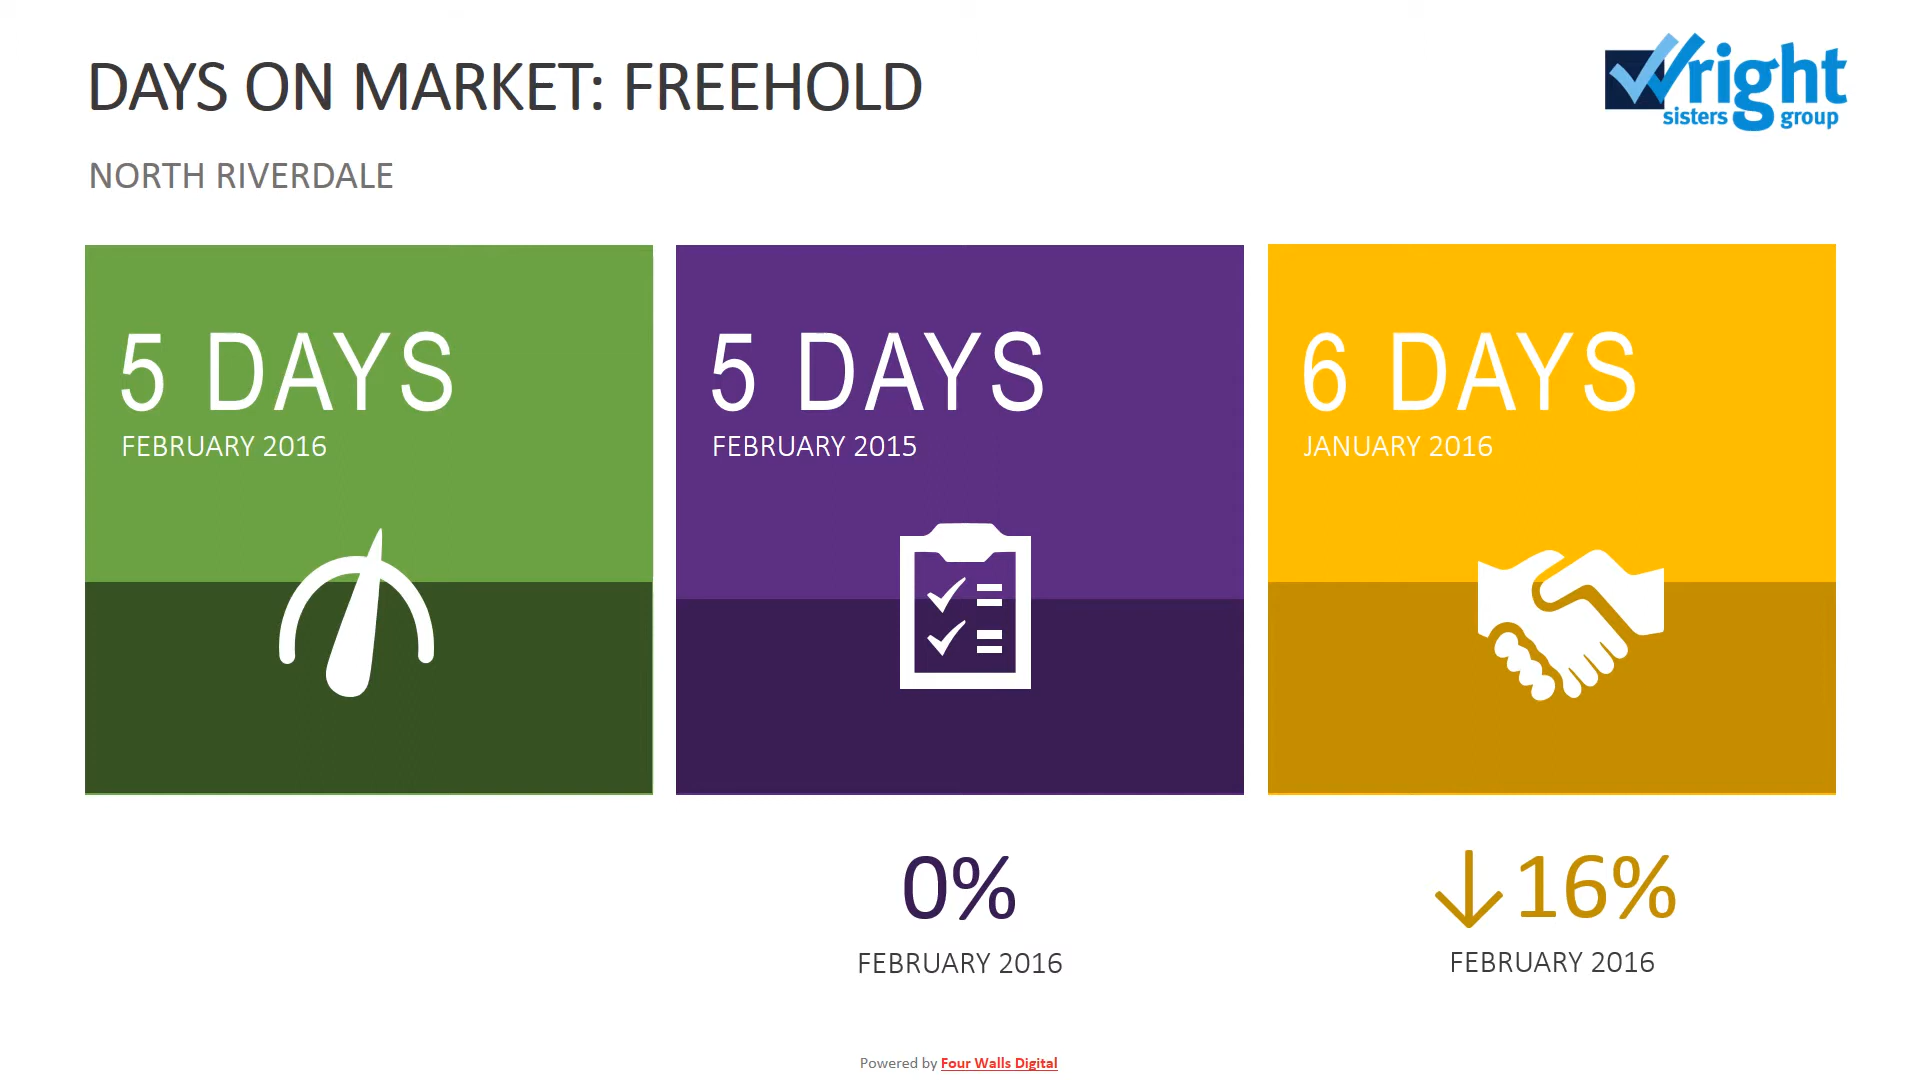 DAYS ON MARKET: FREEHOLD
Wright
sisters group
NORTH RIVERDALE
5 DAYS
FEBRUARY 2016
5 DAYS
FEBRUARY 2015
6 DAYS
JANUARY 2016
0%
FEBRUARY 2016
↓16%
FEBRUARY 2016
Powered by Four Walls Digital